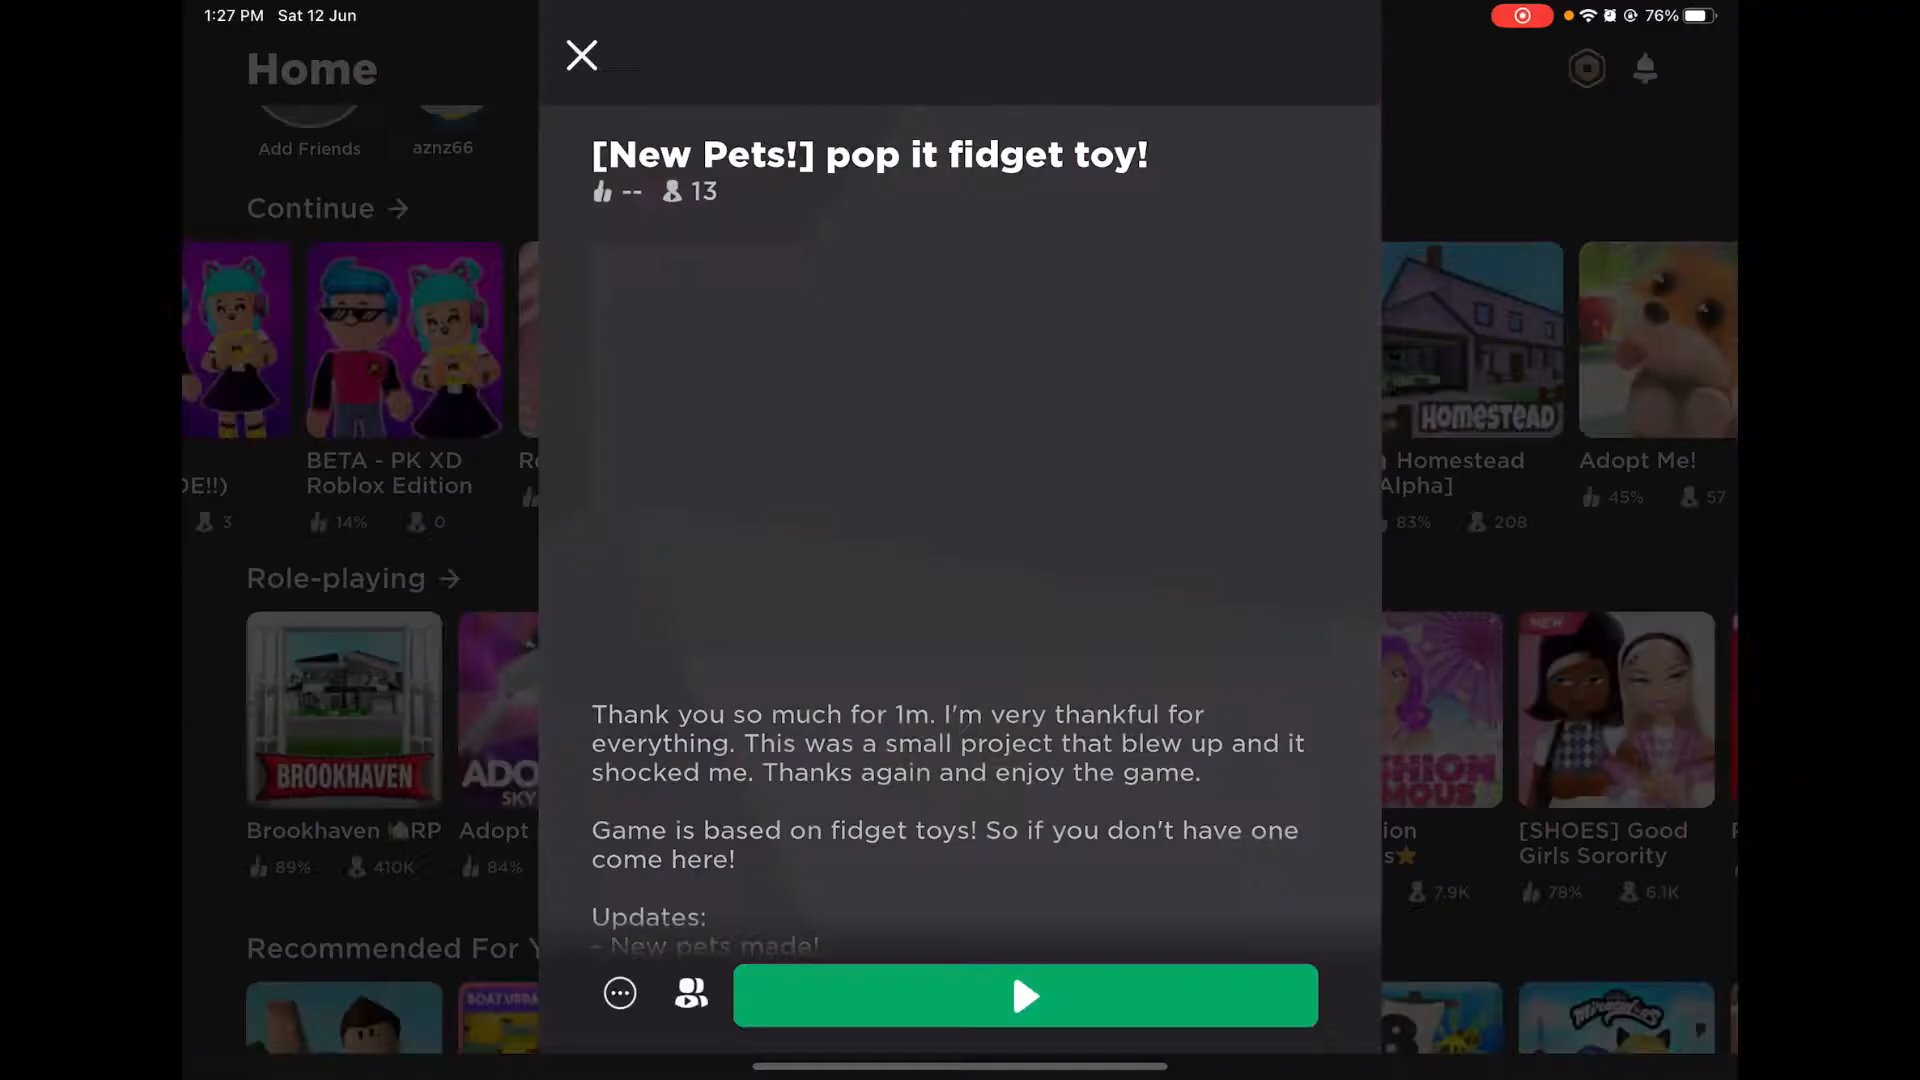 1:27 PM Sat 12 Jun
76%
Home
Add Friends
aznz66
Continue →
BETA - PK XD
Roblox Edition
14%
0
3
Homestead
Alpha]
83%
208
HOMESTEAD
Adopt Me!
45%
57
Role-playing →
BROOKHAVEN
Brookhaven RP
89%
410K
ADO
SKY
Adopt
84%
7.9K
NEW
[SHOES] Good
Girls Sorority
78%
6.1K
Recommended For Y
[New Pets!] pop it fidget toy!
--
13
Thank you so much for 1m. I'm very thankful for
everything. This was a small project that blew up and it
shocked me. Thanks again and enjoy the game.
Game is based on fidget toys! So if you don't have one
come here!
Updates:
- New pets made!